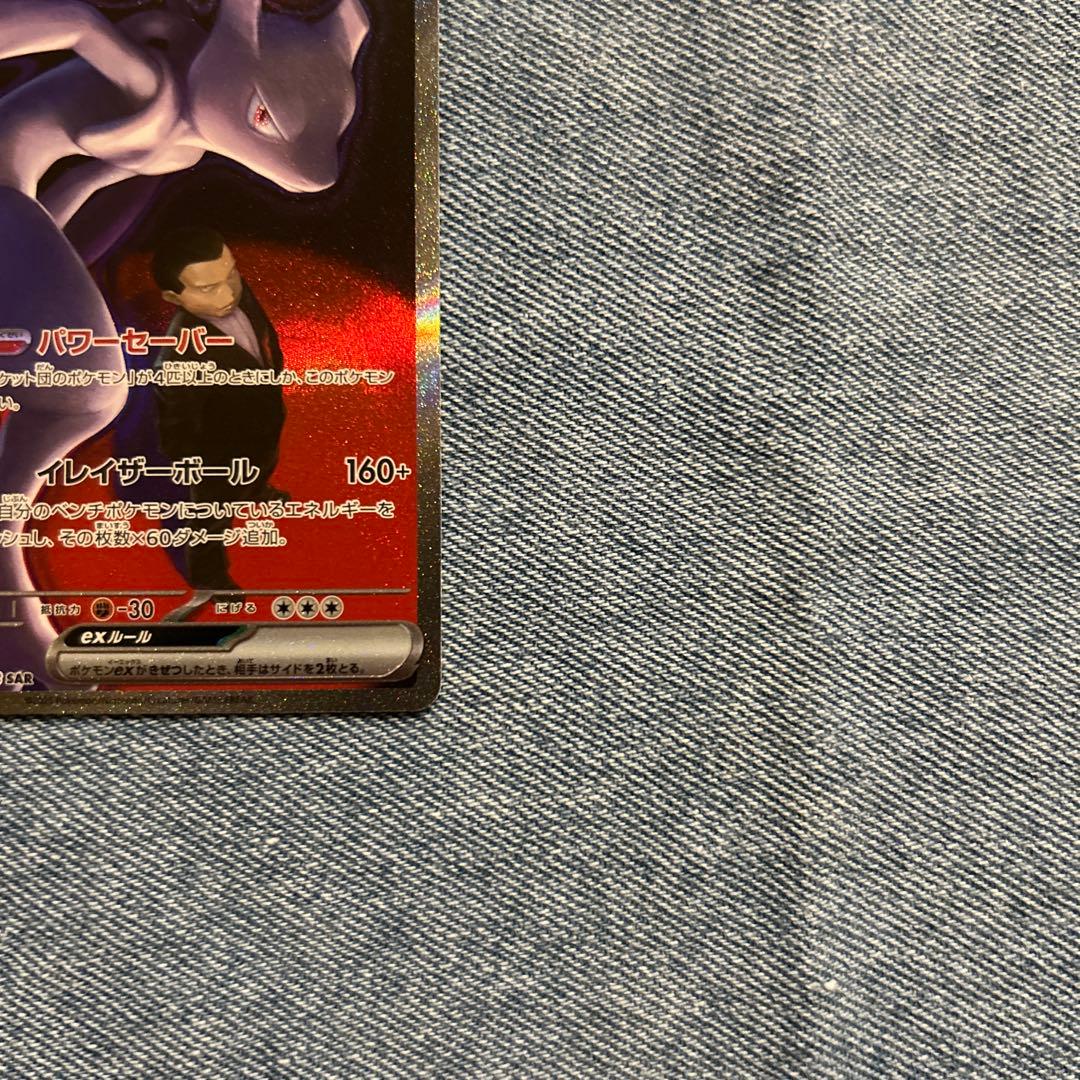 パワーセーバー
ケット団のポケモン」が4匹以上のときにしか、このポケモン
い。
イレイザーボール 160+
自分のベンチポケモンについているエネルギーを
シュし、その枚数×60ダメージ追加。
抵抗力 -30 にげる
exルール
ポケモンexがきぜつしたとき、相手はサイドを2枚とる。
SAR